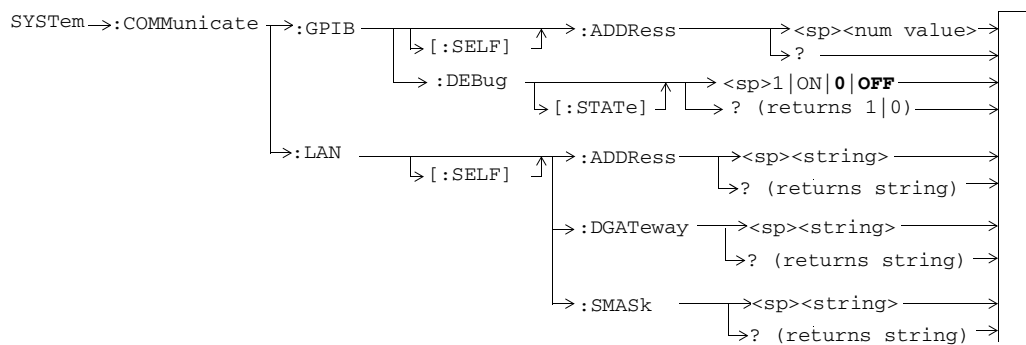 SYSTem :COMMunicate :GPIB [:SELF] :ADDRess <sp><num value>
?
:DEBug [:STATe] <sp>1|ON|0|OFF
? (returns 1|0)
:LAN [:SELF] :ADDRess <sp><string>
? (returns string)
:DGATeway <sp><string>
? (returns string)
:SMASk <sp><string>
? (returns string)